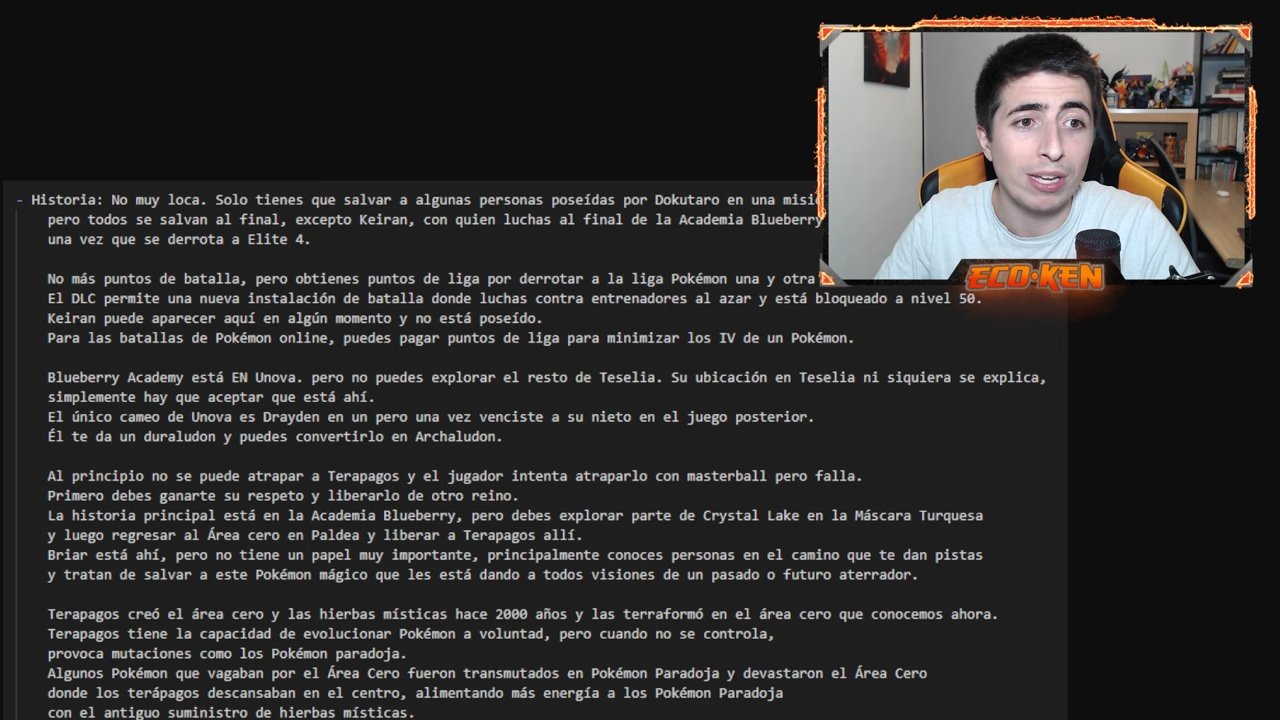 - Historia: No muy loca. Solo tienes que salvar a algunas personas poseídas por Dokutaro en una
pero todos se salvan al final, excepto Keiran, con quien luchas al final de la Academia Blueberry
una vez que se derrota a Elite 4.
No más puntos de batalla, pero obtienes puntos de liga por derrotar a la liga Pokémon una y otra
El DLC permite una nueva instalación de batalla donde luchas contra entrenadores al azar y está bloqueado a nivel 50.
Keiran puede aparecer aquí en algún momento y no está poseído.
Para las batallas de Pokémon online, puedes pagar puntos de liga para minimizar los IV de un Pokémon.
Blueberry Academy está EN Unova. pero no puedes explorar el resto de Teselia. Su ubicación en Teselia ni siquiera se explica,
simplemente hay que aceptar que está ahí.
El único cameo de Unova es Drayden en un pero una vez venciste a su nieto en el juego posterior.
Él te da un duraludon y puedes convertirlo en Archaludon.
Al principio no se puede atrapar a Terapagos y el jugador intenta atraparlo con masterball pero falla.
Primero debes ganarte su respeto y liberarlo de otro reino.
La historia principal está en la Academia Blueberry, pero debes explorar parte de Crystal Lake en la Máscara Turquesa
y luego regresar al Área cero en Paldea y liberar a Terapagos allí.
Briar está ahí, pero no tiene un papel muy importante, principalmente conoces personas en el camino que te dan pistas
y tratan de salvar a este Pokémon mágico que les está dando a todos visiones de un pasado o futuro aterrador.
Terapagos creó el área cero y las hierbas místicas hace 2000 años y las terraformó en el área cero que conocemos ahora.
Terapagos tiene la capacidad de evolucionar Pokémon a voluntad, pero cuando no se controla,
provoca mutaciones como los Pokémon paradoja.
Algunos Pokémon que vagaban por el Área Cero fueron transmutados en Pokémon Paradoja y devastaron el Área Cero
donde los terápagos descansaban en el centro, alimentando más energía a los Pokémon Paradoja
con el antiguo suministro de hierbas místicas.
ECO·KEN